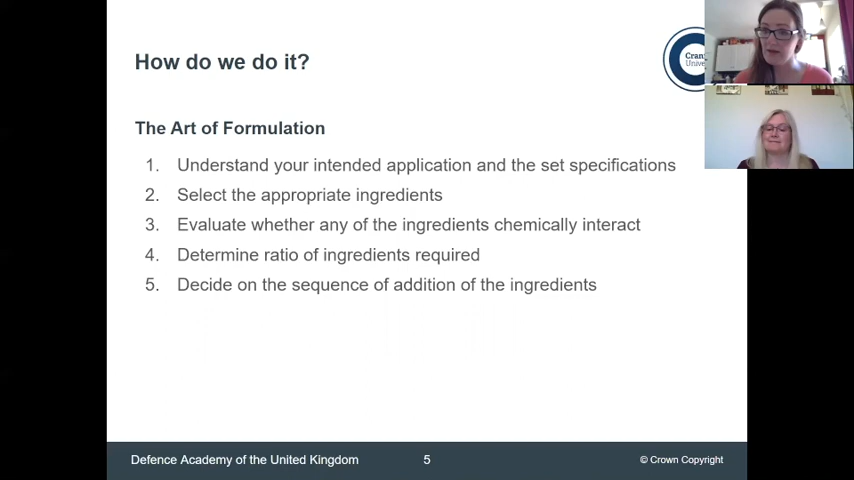 How do we do it?
Cran
Unive
The Art of Formulation
1. Understand your intended application and the set specifications
2. Select the appropriate ingredients
3. Evaluate whether any of the ingredients chemically interact
4. Determine ratio of ingredients required
5. Decide on the sequence of addition of the ingredients
Defence Academy of the United Kingdom 5 © Crown Copyright